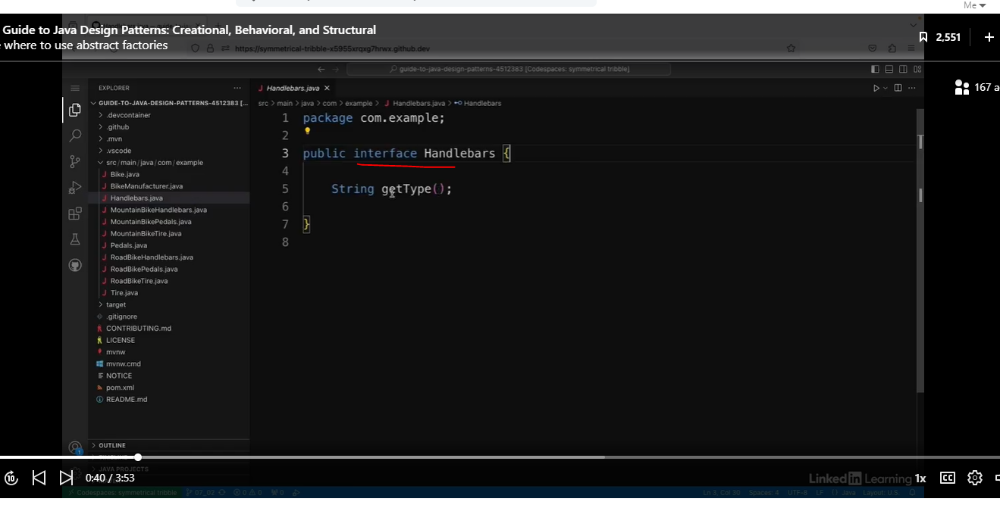 Me
Guide to Java Design Patterns: Creational, Behavioral, and Structural
where to use abstract factories
2,551
https://symmetrical-tribble-x5955xrqxg7hrwx.github.dev
167
guide-to-java-design-patterns-4512383 [Codespaces: symmetrical tribble]
EXPLORER
Handlebars.java
GUIDE-TO-JAVA-DESIGN-PATTERNS-4512383 [...
src > main > java > com > example > Handlebars.java > Handlebars
.devcontainer
.github
.mvn
.vscode
src/main/java/com/example
Bike.java
BikeManufacturer.java
Handlebars.java
MountainBikeHandlebars.java
MountainBikePedals.java
MountainBikeTire.java
Pedals.java
RoadBikeHandlebars.java
RoadBikePedals.java
RoadBikeTire.java
Tire.java
target
.gitignore
CONTRIBUTING.md
LICENSE
mvnw
mvnw.cmd
NOTICE
pom.xml
README.md
OUTLINE
TIMELINE
JAVA PROJECTS
1 package com.example;
2
3 public interface Handlebars {
4
5 String getType();
6
7 }
8
10
0:40 / 3:53
LinkedIn Learning
1x
CC
Codespaces: symmetrical tribble
07_02
0 0
0
Ln 3, Col 30
Spaces: 4
UTF-8
LF
{} Java
Layout: U.S.